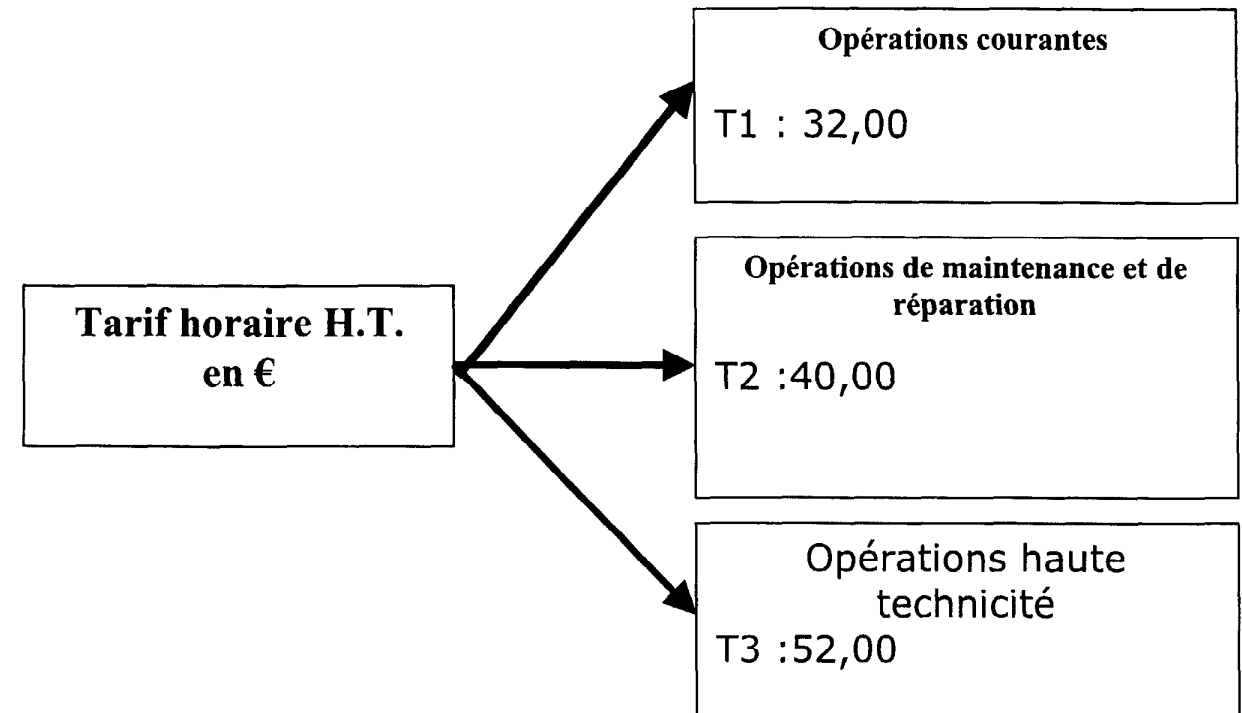 Tarif horaire H.T.
en €
Opérations courantes
T1 : 32,00
Opérations de maintenance et de
réparation
T2 :40,00
Opérations haute
technicité
T3 :52,00